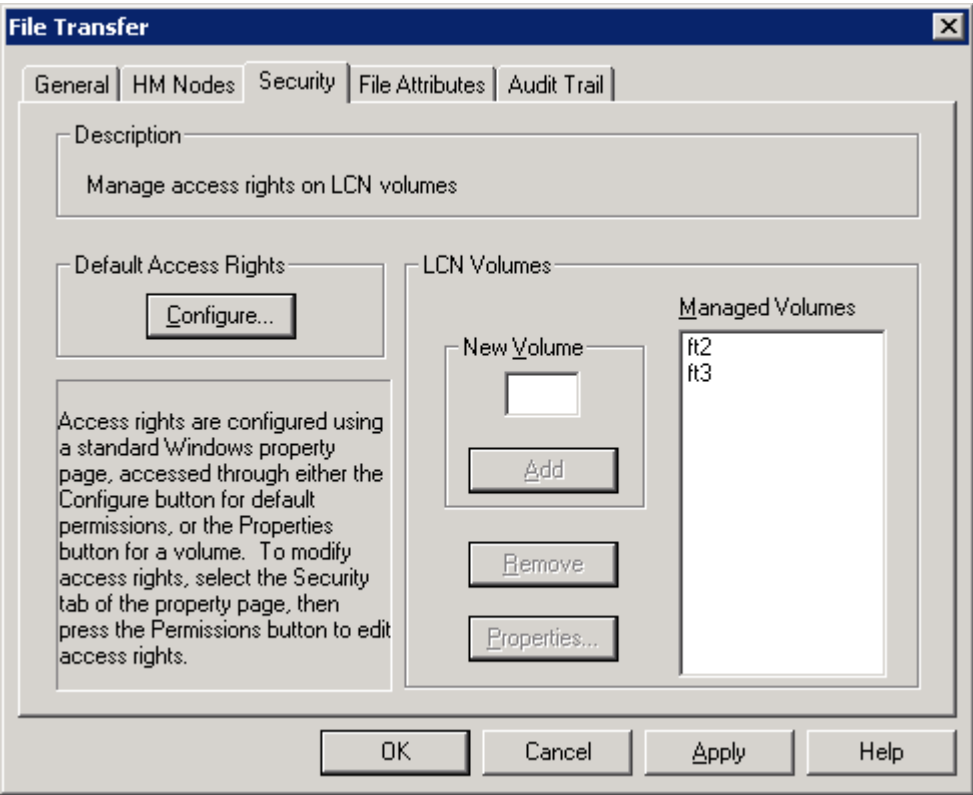 File Transfer
General HM Nodes Security File Attributes Audit Trail
Description
Manage access rights on LCN volumes
Default Access Rights
Configure...
Access rights are configured using
a standard Windows property
page, accessed through either the
Configure button for default
permissions, or the Properties
button for a volume. To modify
access rights, select the Security
tab of the property page, then
press the Permissions button to edit
access rights.
LCN Volumes
New Volume
Add
Remove
Properties...
Managed Volumes
ft2
ft3
OK Cancel Apply Help